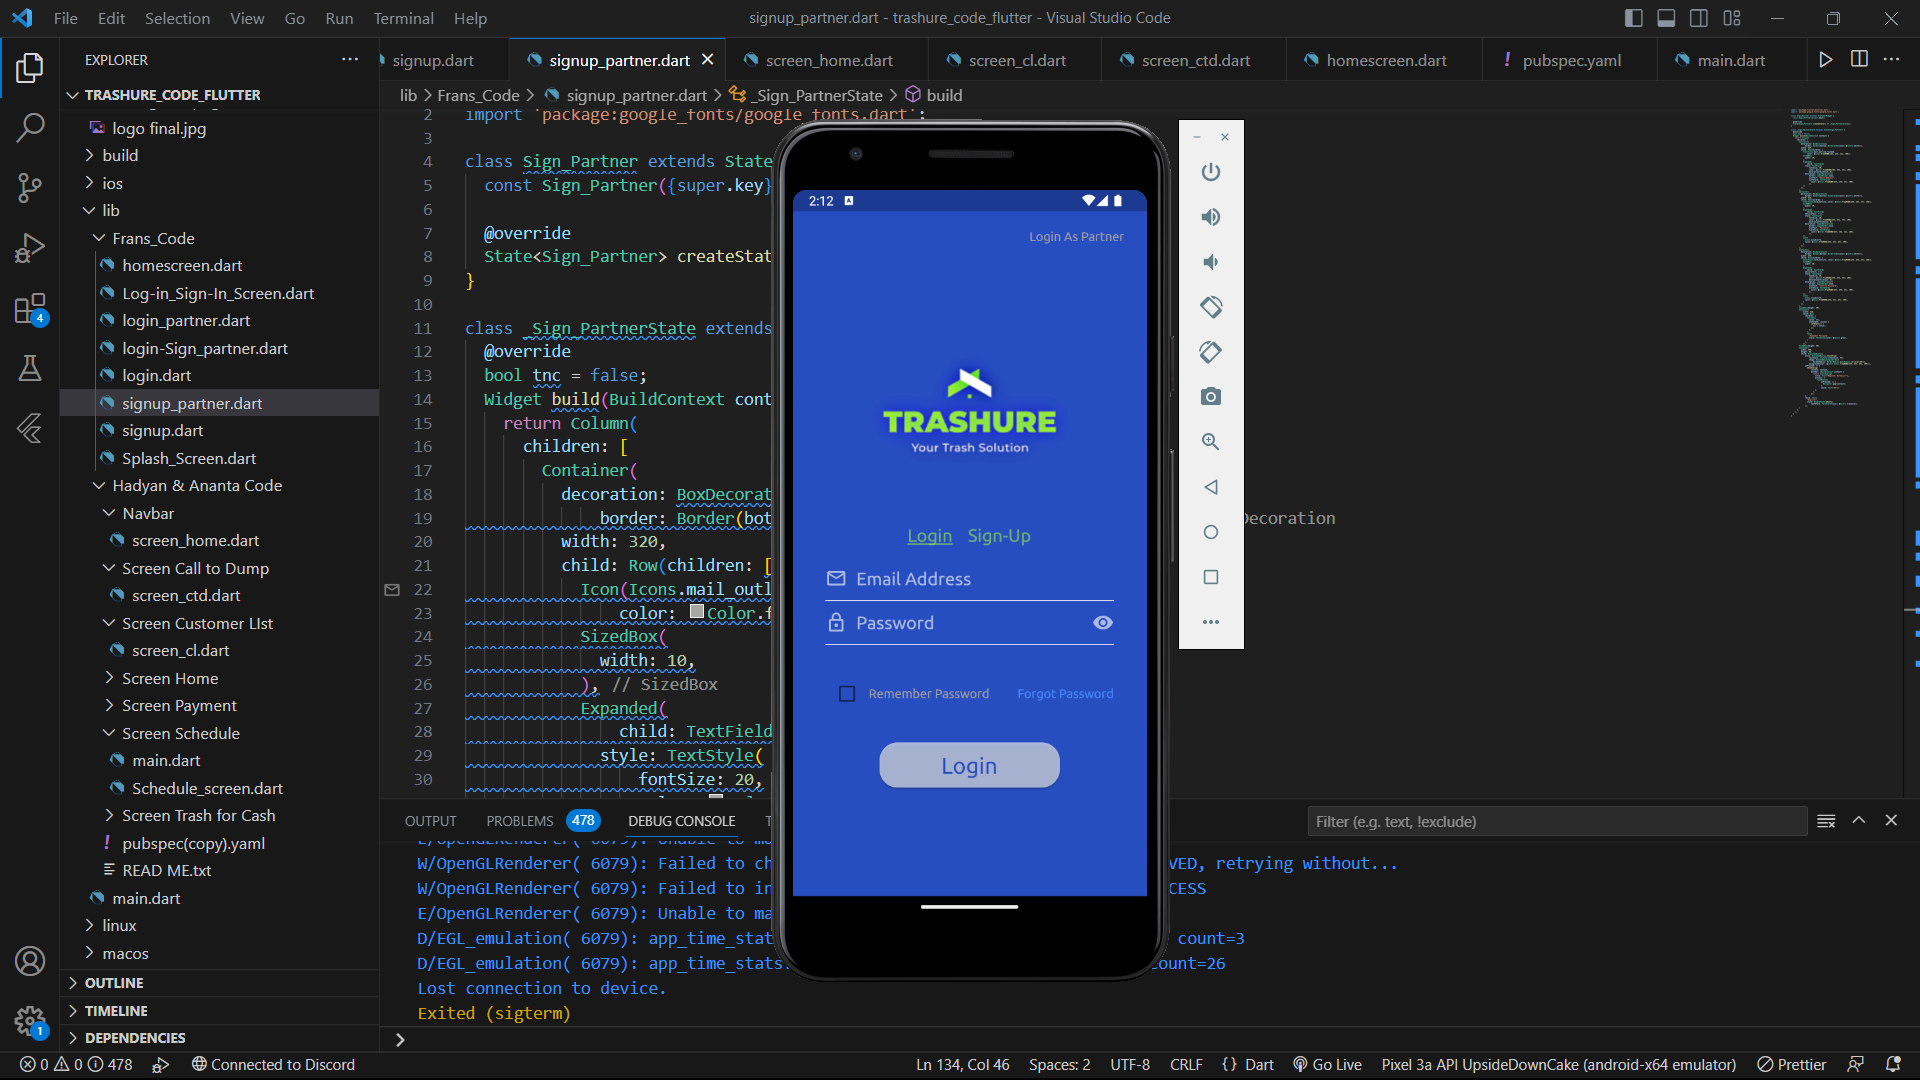 File Edit Selection View Go Run Terminal Help
signup_partner.dart - trashure_code_flutter - Visual Studio Code
EXPLORER
signup.dart
signup_partner.dart
screen_home.dart
screen_cl.dart
screen_ctd.dart
homescreen.dart
! pubspec.yaml
main.dart
TRASHURE_CODE_FLUTTER
lib > Frans_Code > signup_partner.dart > _Sign_PartnerState > build
logo final.jpg
build
ios
lib
Frans_Code
homescreen.dart
Log-in_Sign-In_Screen.dart
login_partner.dart
login-Sign_partner.dart
login.dart
signup_partner.dart
signup.dart
Splash_Screen.dart
Hadyan & Ananta Code
Navbar
screen_home.dart
Screen Call to Dump
screen_ctd.dart
Screen Customer LIst
screen_cl.dart
Screen Home
Screen Payment
Screen Schedule
main.dart
Schedule_screen.dart
Screen Trash for Cash
! pubspec(copy).yaml
READ ME.txt
main.dart
linux
macos
OUTLINE
TIMELINE
DEPENDENCIES
4
1
2 import 'package:google_fonts/google_fonts.dart';
3
4 class Sign_Partner extends State
5 const Sign_Partner({super.key}
6
7 @override
8 State<Sign_Partner> createStat
9 }
10
11 class _Sign_PartnerState extends
12 @override
13 bool tnc = false;
14 Widget build(BuildContext cont
15 return Column(
16 children: [
17 Container(
18 decoration: BoxDecorat
19 border: Border(bot
Decoration
20 width: 320,
21 child: Row(children: [
22 Icon(Icons.mail_outl
23 color: Color.f
24 SizedBox(
25 width: 10,
26 ), // SizedBox
27 Expanded(
28 child: TextField
29 style: TextStyle(
30 fontSize: 20,
2:12
Login As Partner
TRASHURE
Your Trash Solution
Login Sign-Up
Email Address
Password
Remember Password Forgot Password
Login
OUTPUT PROBLEMS 478 DEBUG CONSOLE T
Filter (e.g. text, !exclude)
W/OpenGLRenderer( 6079): Failed to ch
VED, retrying without...
W/OpenGLRenderer( 6079): Failed to in
CESS
E/OpenGLRenderer( 6079): Unable to ma
D/EGL_emulation( 6079): app_time_stat
count=3
D/EGL_emulation( 6079): app_time_stats:
ount=26
Lost connection to device.
Exited (sigterm)
0 0 478 Connected to Discord
Ln 134, Col 46 Spaces: 2 UTF-8 CRLF {} Dart Go Live Pixel 3a API UpsideDownCake (android-x64 emulator) Prettier